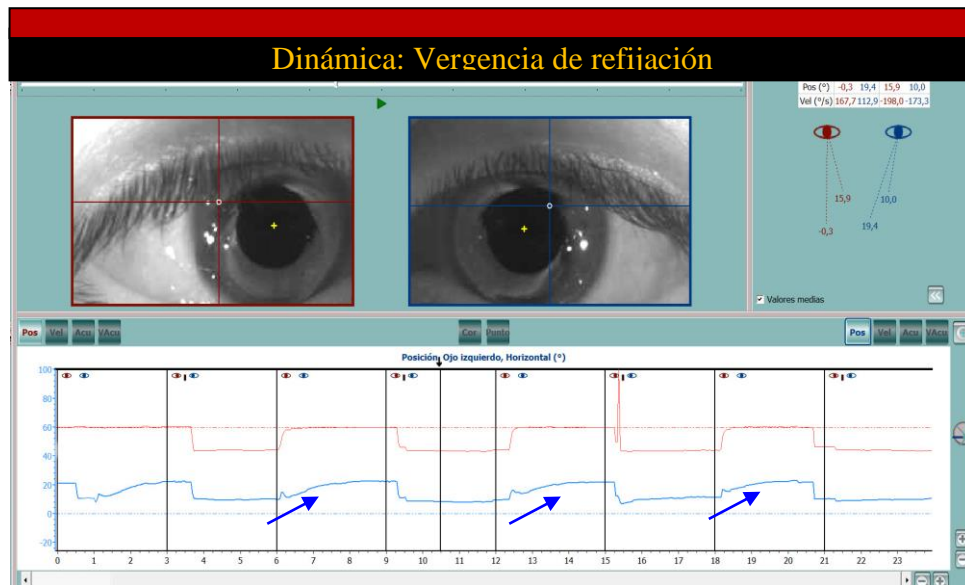 Dinámica: Vergencia de refijación
Pos (°) -0,3 19,4 15,9 10,0
Vel (°/s) 167,7 112,9 -198,0 -173,3
15,9 10,0
-0,3 19,4
Valores medias
Pos Vel Acu VAcu Cor Punto Pos Vel Acu VAcu
Posición, Ojo izquierdo, Horizontal (°)
100
80
60
40
20
0
-20
0 1 2 3 4 5 6 7 8 9 10 11 12 13 14 15 16 17 18 19 20 21 22 23